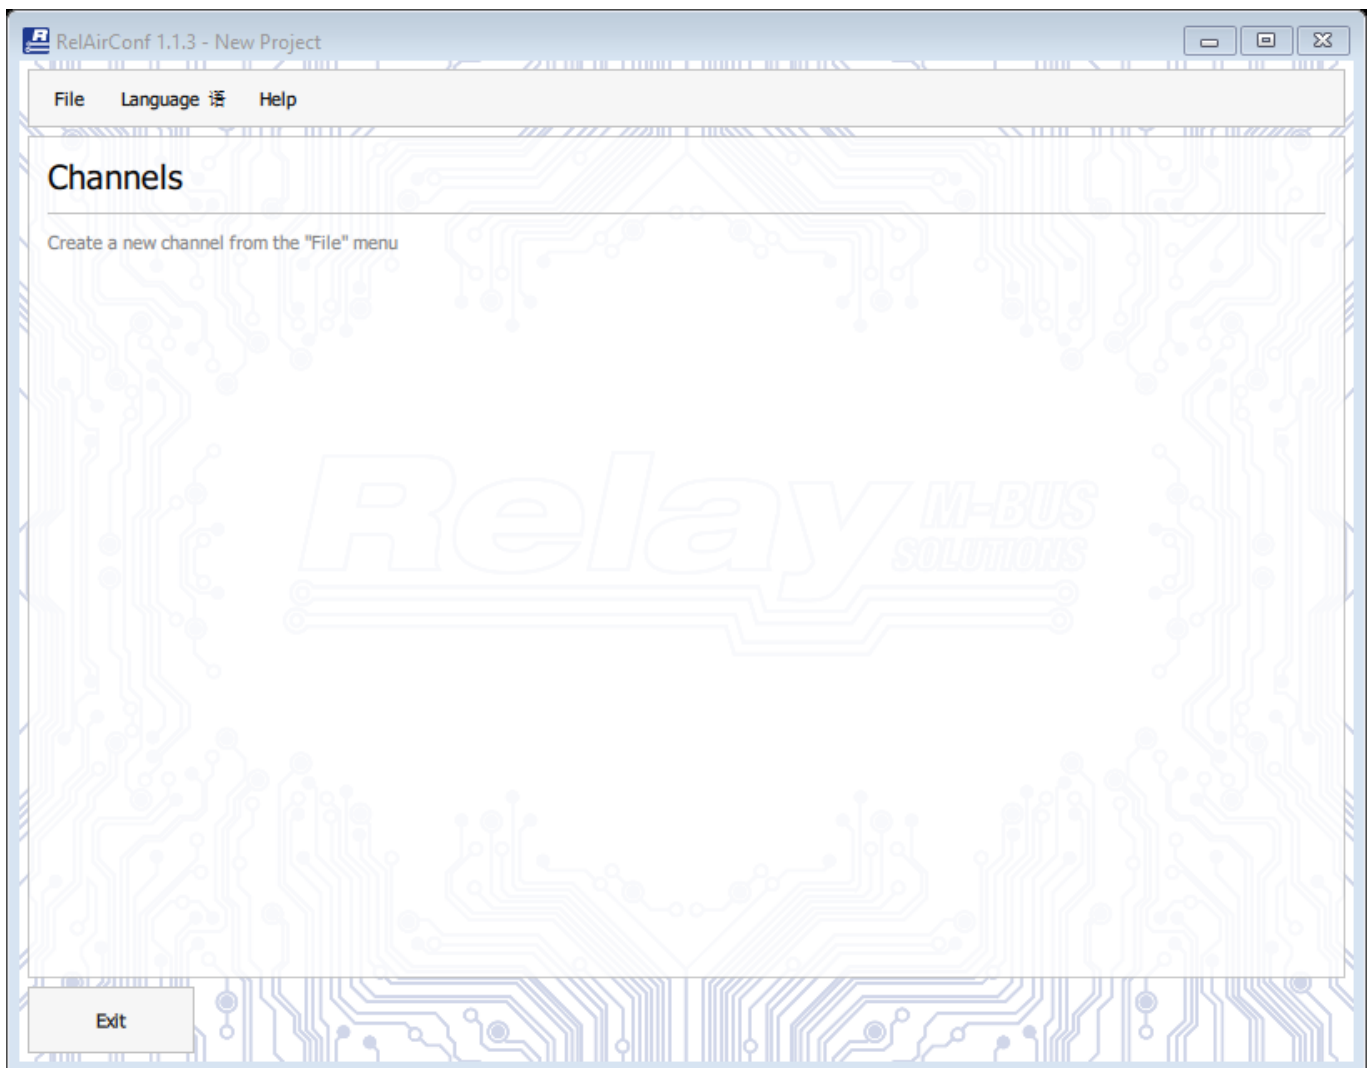 RelAirConf 1.1.3 - New Project
File Language 语 Help
Channels
Create a new channel from the "File" menu
Relay M-BUS
SOLUTIONS
Exit